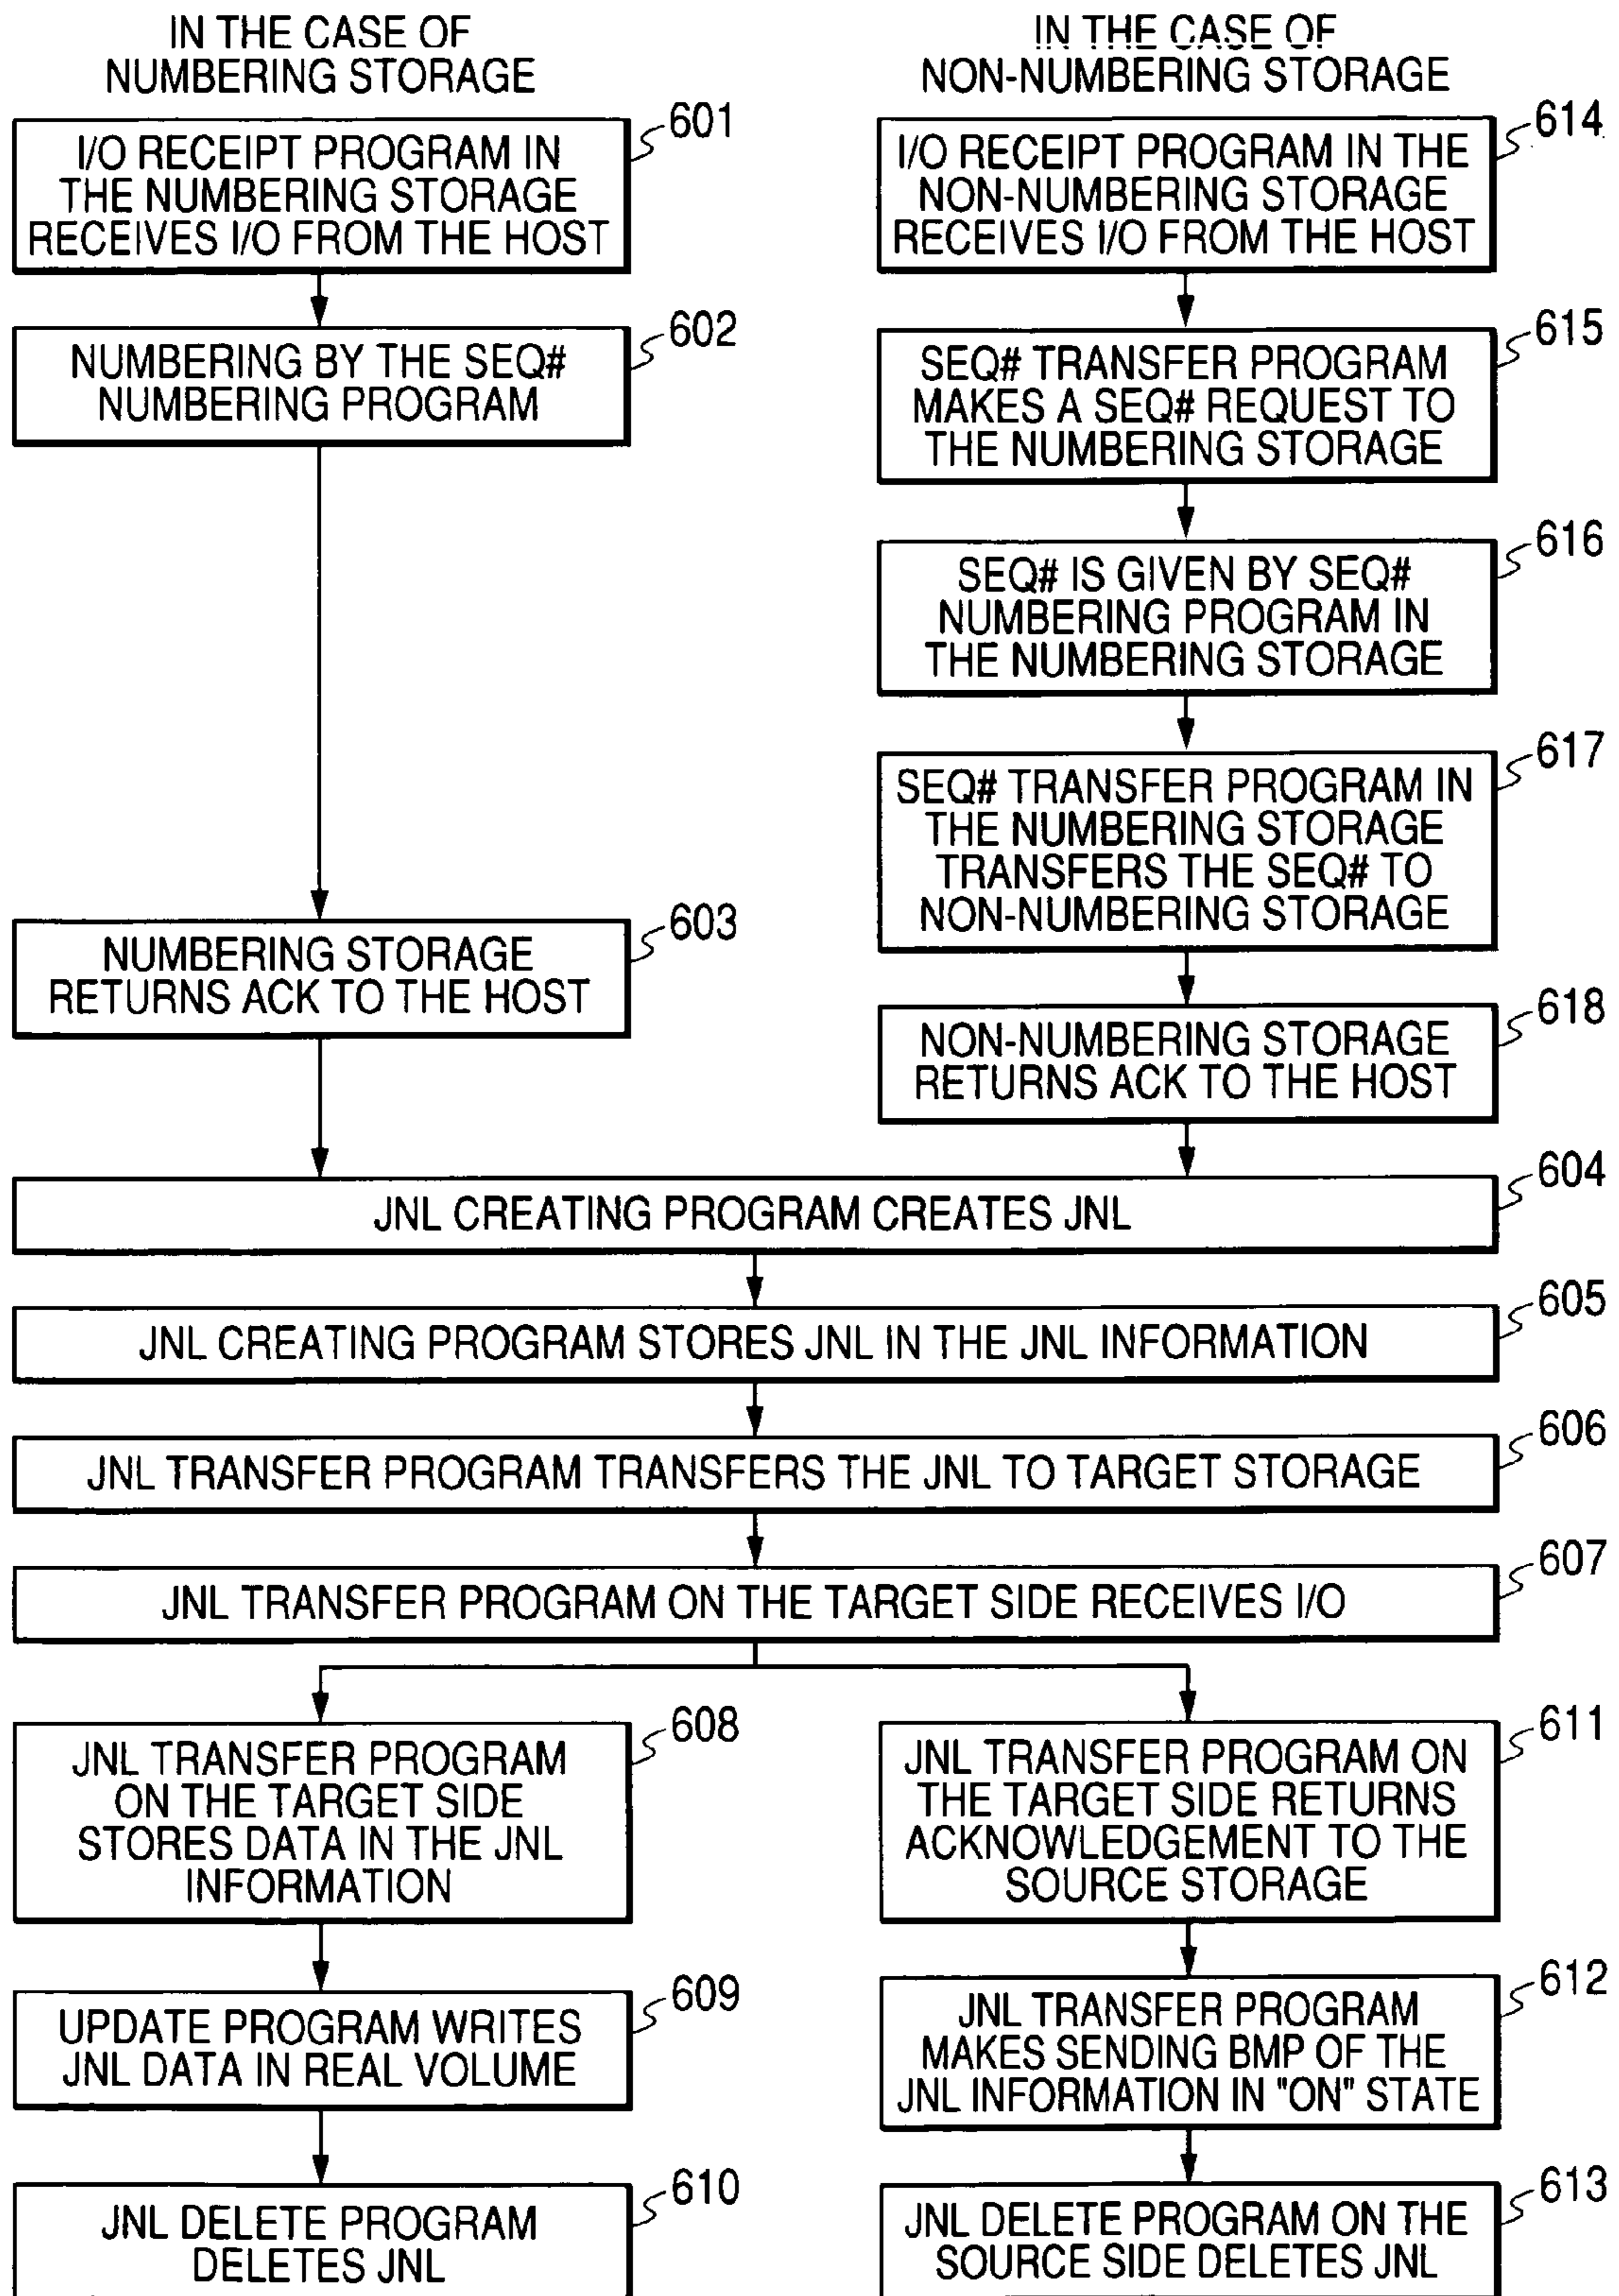 IN THE CASE OF
NUMBERING STORAGE
601
I/O RECEIPT PROGRAM IN
THE NUMBERING STORAGE
RECEIVES I/O FROM THE HOST
602
NUMBERING BY THE SEQ#
NUMBERING PROGRAM
603
NUMBERING STORAGE
RETURNS ACK TO THE HOST
IN THE CASE OF
NON-NUMBERING STORAGE
614
I/O RECEIPT PROGRAM IN THE
NON-NUMBERING STORAGE
RECEIVES I/O FROM THE HOST
615
SEQ# TRANSFER PROGRAM
MAKES A SEQ# REQUEST TO
THE NUMBERING STORAGE
616
SEQ# IS GIVEN BY SEQ#
NUMBERING PROGRAM IN
THE NUMBERING STORAGE
617
SEQ# TRANSFER PROGRAM IN
THE NUMBERING STORAGE
TRANSFERS THE SEQ# TO
NON-NUMBERING STORAGE
618
NON-NUMBERING STORAGE
RETURNS ACK TO THE HOST
604
JNL CREATING PROGRAM CREATES JNL
605
JNL CREATING PROGRAM STORES JNL IN THE JNL INFORMATION
606
JNL TRANSFER PROGRAM TRANSFERS THE JNL TO TARGET STORAGE
607
JNL TRANSFER PROGRAM ON THE TARGET SIDE RECEIVES I/O
608
JNL TRANSFER PROGRAM
ON THE TARGET SIDE
STORES DATA IN THE JNL
INFORMATION
609
UPDATE PROGRAM WRITES
JNL DATA IN REAL VOLUME
610
JNL DELETE PROGRAM
DELETES JNL
611
JNL TRANSFER PROGRAM ON
THE TARGET SIDE RETURNS
ACKNOWLEDGEMENT TO THE
SOURCE STORAGE
612
JNL TRANSFER PROGRAM
MAKES SENDING BMP OF THE
JNL INFORMATION IN "ON" STATE
613
JNL DELETE PROGRAM ON THE
SOURCE SIDE DELETES JNL